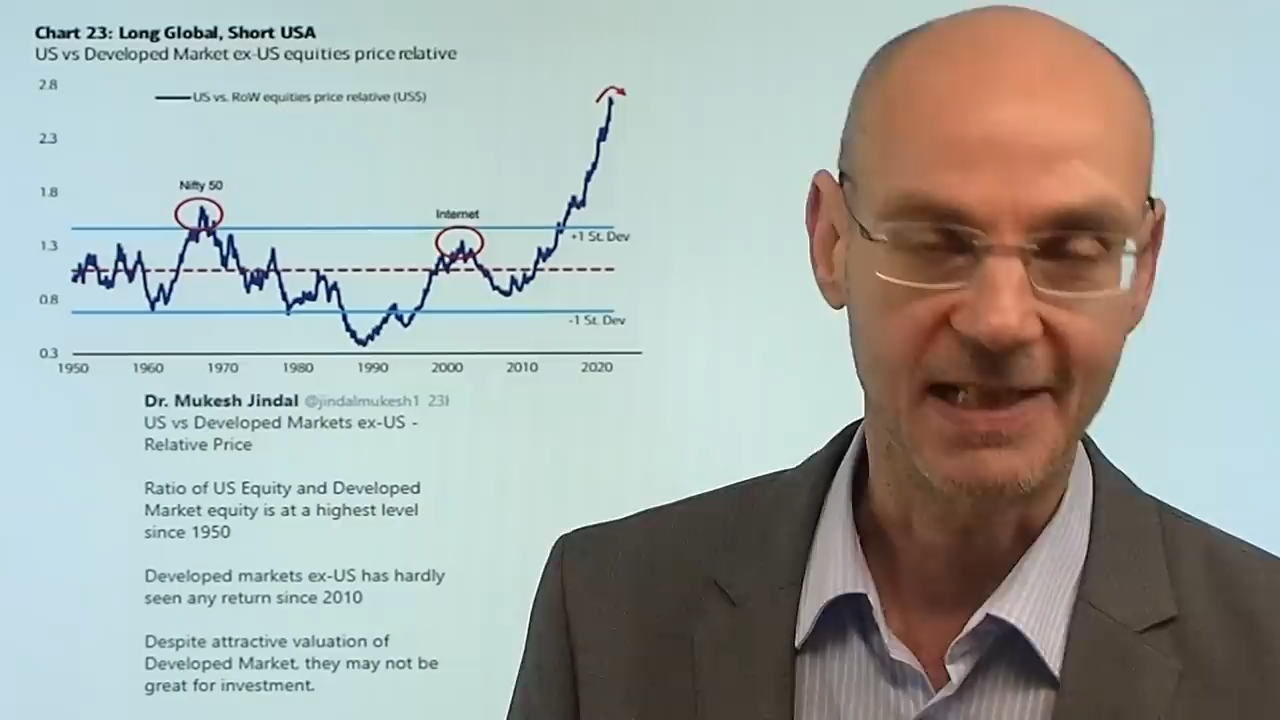 Chart 23: Long Global, Short USA
US vs Developed Market ex-US equities price relative
2.8
US vs. RoW equities price relative (US$)
2.3
1.8
Nifty 50
Internet
1.3
+1 St. Dev
0.8
-1 St. Dev
0.3
1950 1960 1970 1980 1990 2000 2010 2020
Dr. Mukesh Jindal @jindalmukesh1
US vs Developed Markets ex-US -
Relative Price
Ratio of US Equity and Developed
Market equity is at a highest level
since 1950
Developed markets ex-US has hardly
seen any return since 2010
Despite attractive valuation of
Developed Market, they may not be
great for investment.